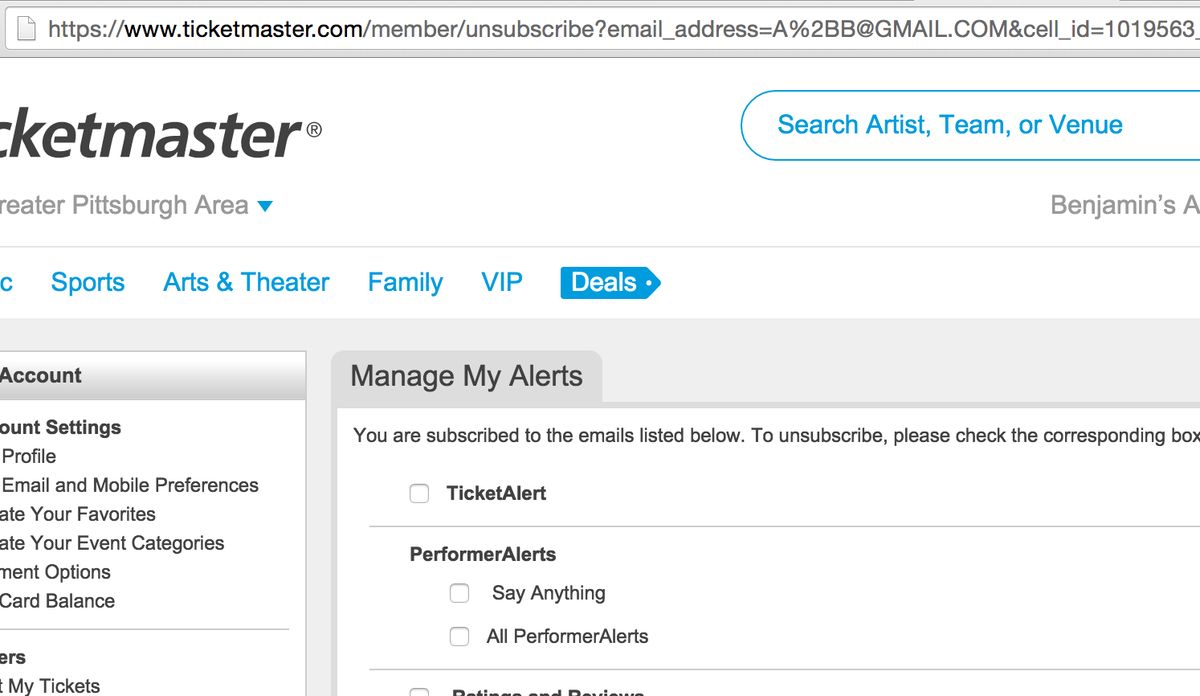 https://www.ticketmaster.com/member/unsubscribe?email_address=A%2BB@GMAIL.COM&cell_id=1019563_
cketmaster®
Search Artist, Team, or Venue
reater Pittsburgh Area
Benjamin's A
c Sports Arts & Theater Family VIP Deals
Account
Manage My Alerts
ount Settings
Profile
Email and Mobile Preferences
ate Your Favorites
ate Your Event Categories
ment Options
Card Balance
ers
t My Tickets
You are subscribed to the emails listed below. To unsubscribe, please check the corresponding box
TicketAlert
PerformerAlerts
Say Anything
All PerformerAlerts
Ratings and Reviews